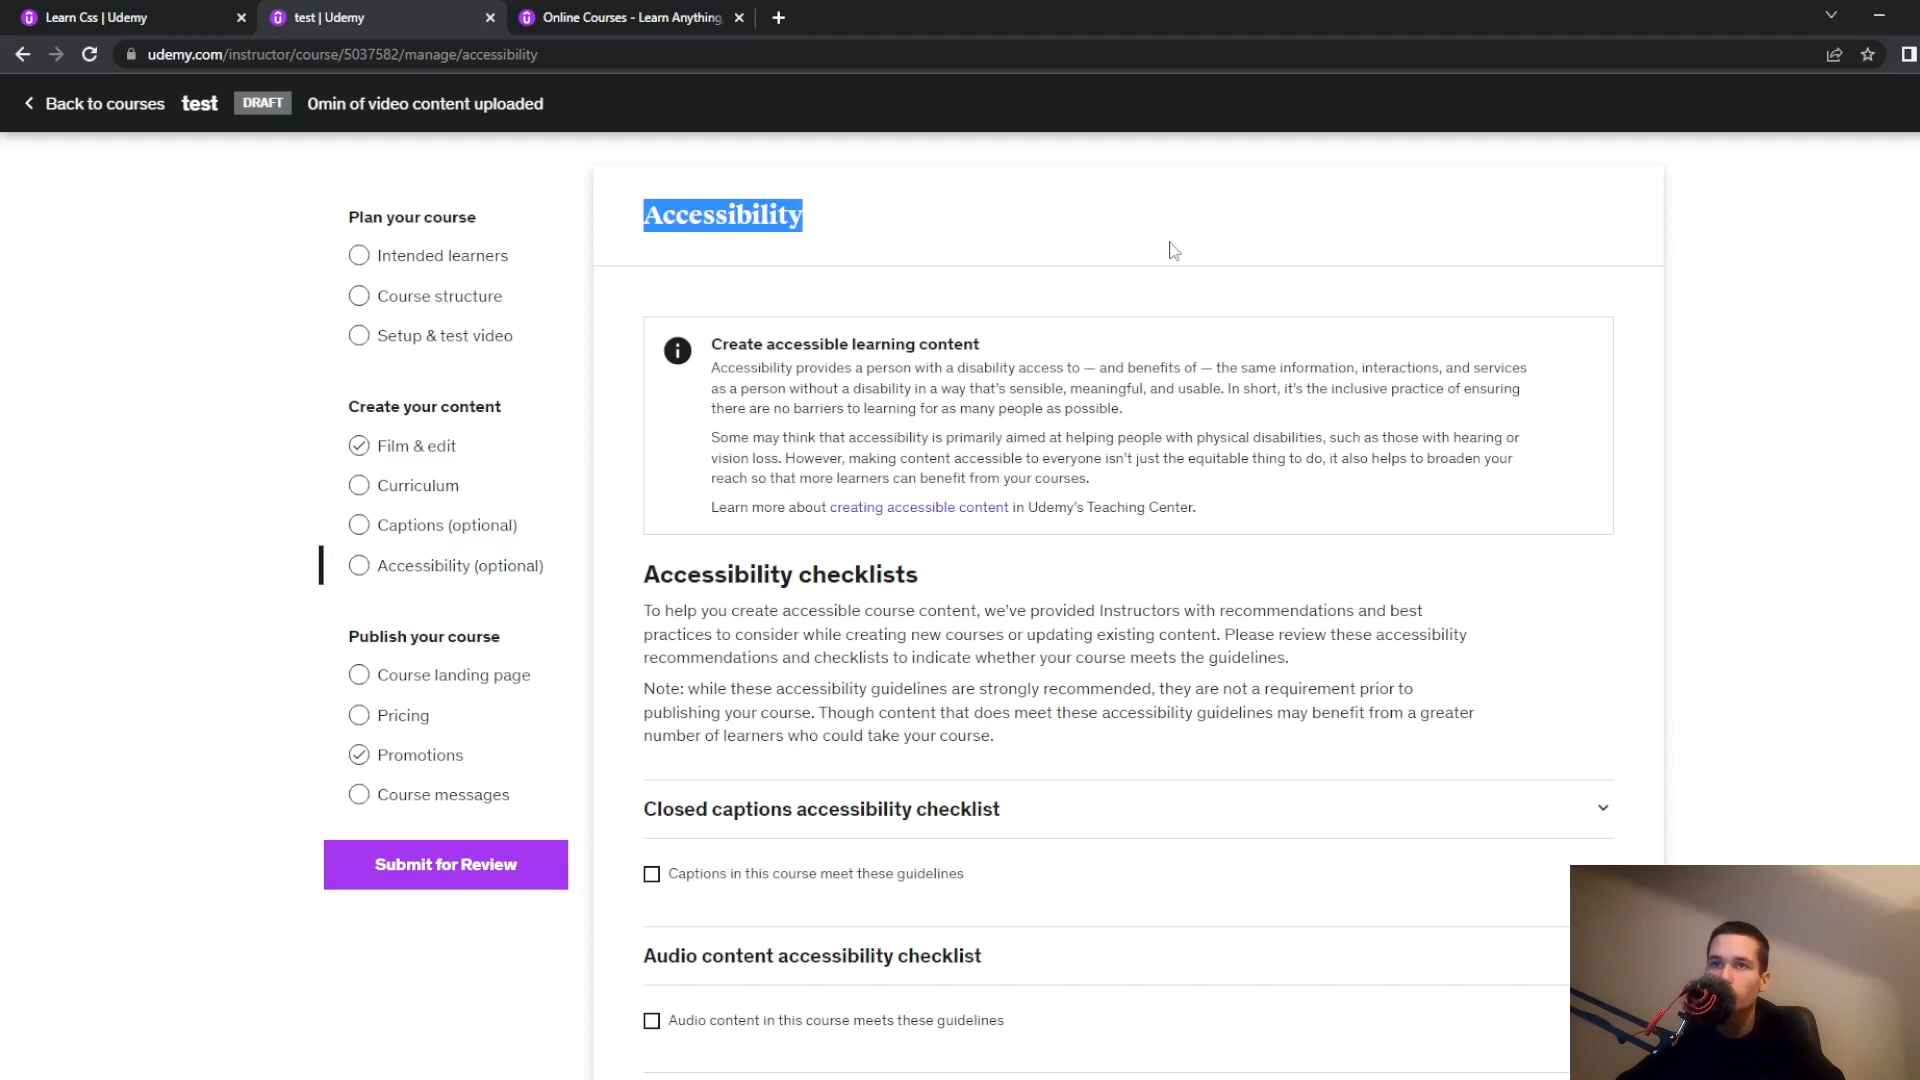 Learn Css | Udemy
test | Udemy
Online Courses - Learn Anything,
udemy.com/instructor/course/5037582/manage/accessibility
Back to courses
test
DRAFT
0min of video content uploaded
Plan your course
Intended learners
Course structure
Setup & test video
Create your content
Film & edit
Curriculum
Captions (optional)
Accessibility (optional)
Publish your course
Course landing page
Pricing
Promotions
Course messages
Submit for Review
Accessibility
Create accessible learning content
Accessibility provides a person with a disability access to — and benefits of — the same information, interactions, and services
as a person without a disability in a way that's sensible, meaningful, and usable. In short, it's the inclusive practice of ensuring
there are no barriers to learning for as many people as possible.
Some may think that accessibility is primarily aimed at helping people with physical disabilities, such as those with hearing or
vision loss. However, making content accessible to everyone isn't just the equitable thing to do, it also helps to broaden your
reach so that more learners can benefit from your courses.
Learn more about creating accessible content in Udemy's Teaching Center.
Accessibility checklists
To help you create accessible course content, we've provided Instructors with recommendations and best
practices to consider while creating new courses or updating existing content. Please review these accessibility
recommendations and checklists to indicate whether your course meets the guidelines.
Note: while these accessibility guidelines are strongly recommended, they are not a requirement prior to
publishing your course. Though content that does meet these accessibility guidelines may benefit from a greater
number of learners who could take your course.
Closed captions accessibility checklist
Captions in this course meet these guidelines
Audio content accessibility checklist
Audio content in this course meets these guidelines